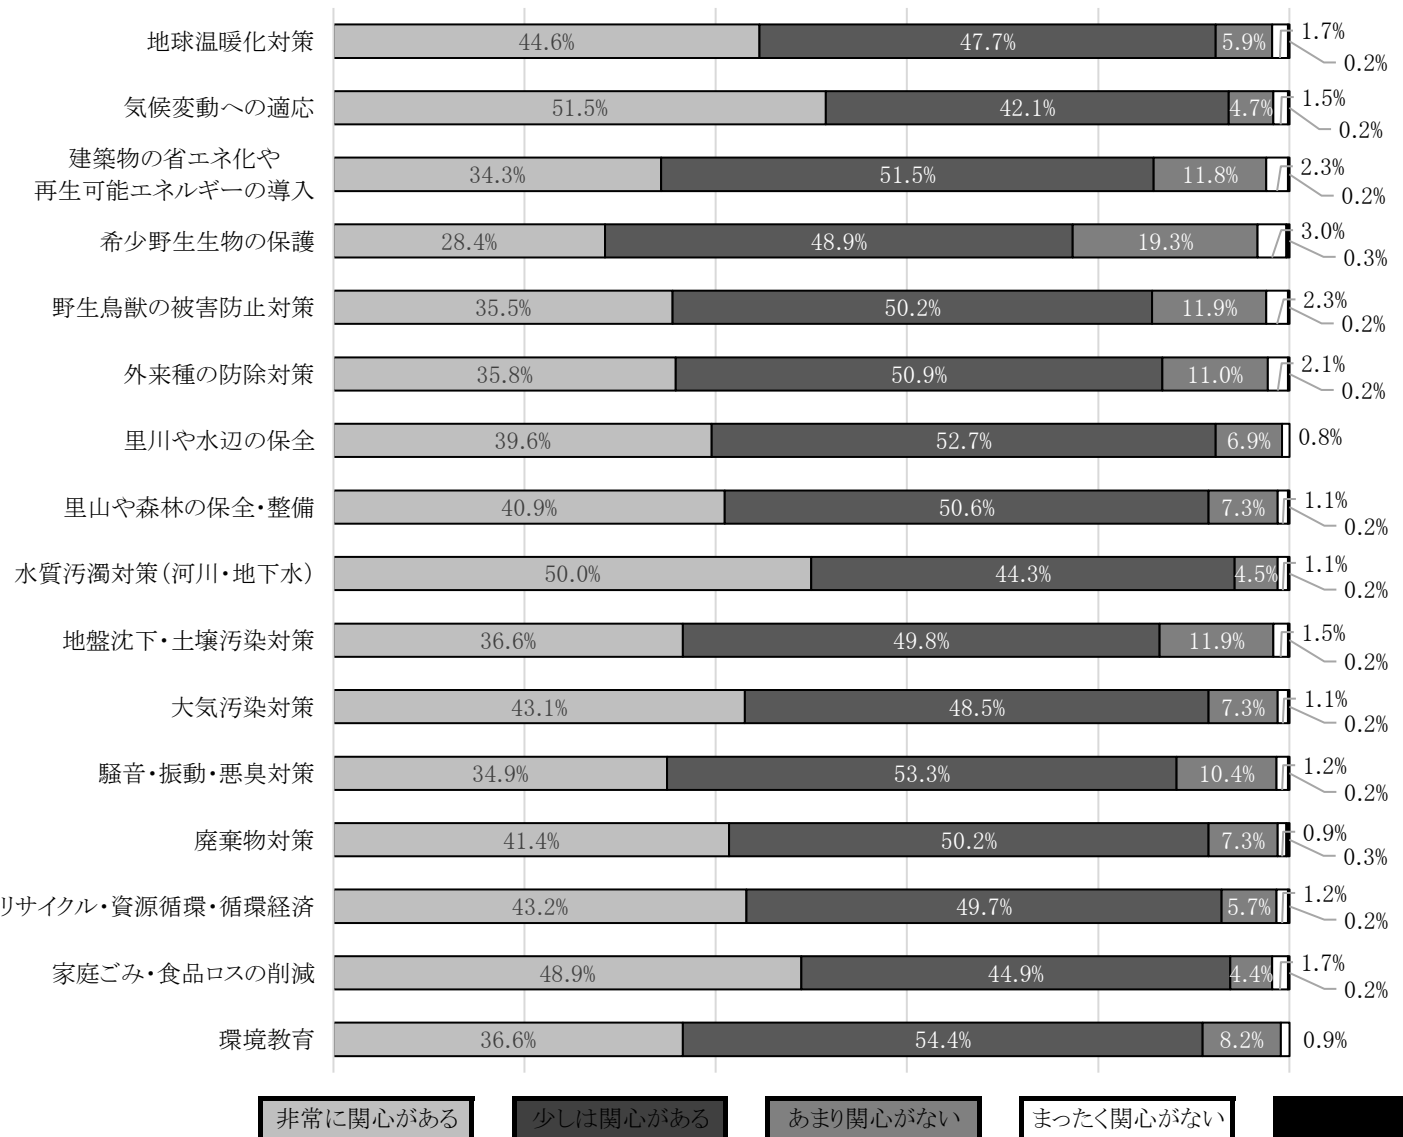 地球温暖化対策 44.6% 47.7% 5.9% 1.7% 0.2%
気候変動への適応 51.5% 42.1% 4.7% 1.5% 0.2%
建築物の省エネ化や
再生可能エネルギーの導入 34.3% 51.5% 11.8% 2.3% 0.2%
希少野生生物の保護 28.4% 48.9% 19.3% 3.0% 0.3%
野生鳥獣の被害防止対策 35.5% 50.2% 11.9% 2.3% 0.2%
外来種の防除対策 35.8% 50.9% 11.0% 2.1% 0.2%
里川や水辺の保全 39.6% 52.7% 6.9% 0.8%
里山や森林の保全・整備 40.9% 50.6% 7.3% 1.1% 0.2%
水質汚濁対策（河川・地下水） 50.0% 44.3% 4.5% 1.1% 0.2%
地盤沈下・土壌汚染対策 36.6% 49.8% 11.9% 1.5% 0.2%
大気汚染対策 43.1% 48.5% 7.3% 1.1% 0.2%
騒音・振動・悪臭対策 34.9% 53.3% 10.4% 1.2% 0.2%
廃棄物対策 41.4% 50.2% 7.3% 0.9% 0.3%
リサイクル・資源循環・循環経済 43.2% 49.7% 5.7% 1.2% 0.2%
家庭ごみ・食品ロスの削減 48.9% 44.9% 4.4% 1.7% 0.2%
環境教育 36.6% 54.4% 8.2% 0.9%
非常に関心がある 少しは関心がある あまり関心がない まったく関心がない